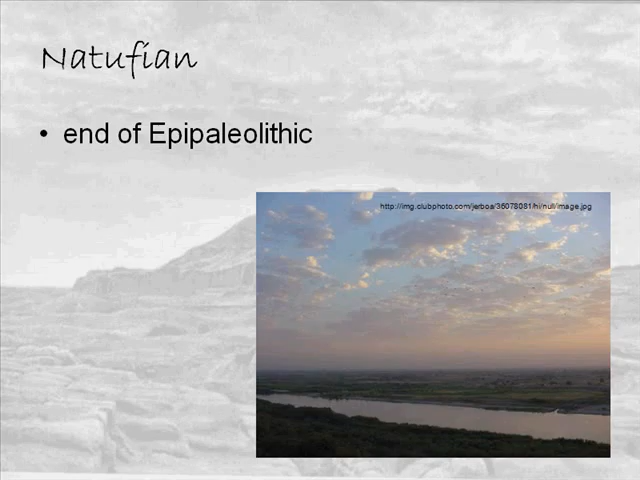 Natufian
• end of Epipaleolithic
http://img.clubphoto.com/jerboa/36078081/hi/null/image.jpg